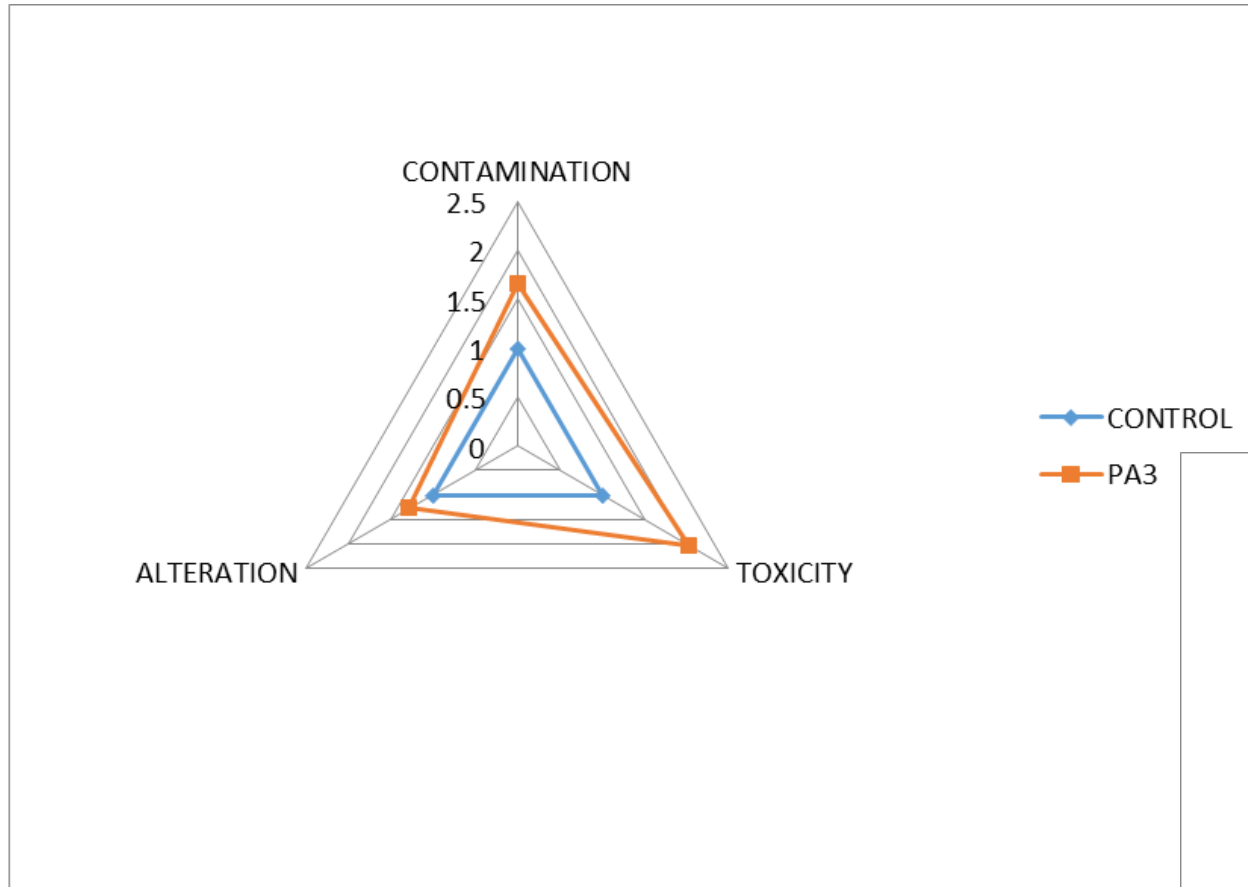 CONTAMINATION
2.5
2
1.5
1
0.5
0
ALTERATION
TOXICITY
CONTROL
PA3